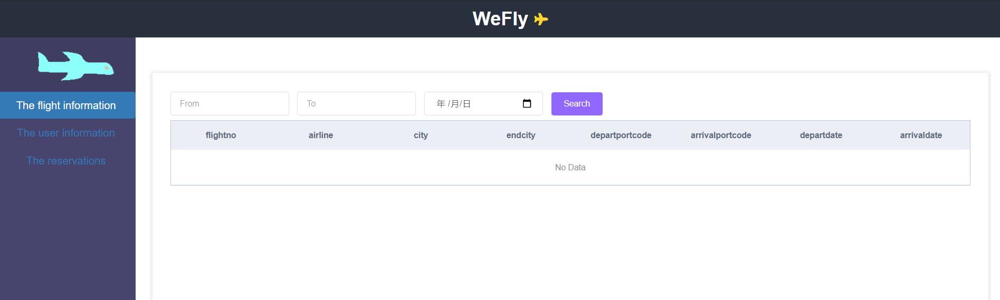 WeFly
The flight information
The user information
The reservations
From To 年 /月/日 Search
flightno airline city endcity departportcode arrivalportcode departdate arrivaldate
No Data